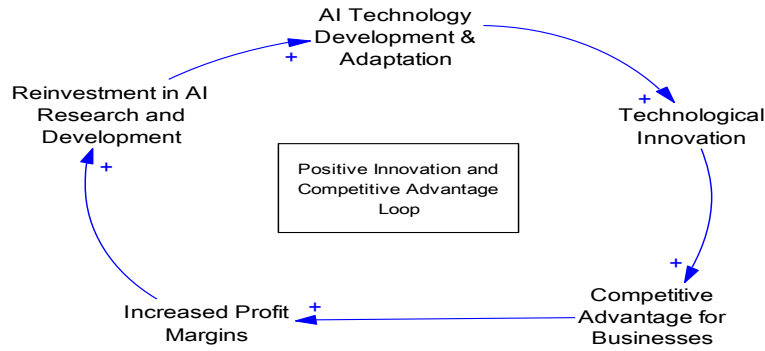 AI Technology
Development &
Adaptation
+
Reinvestment in AI
Research and
Development
+
Technological
Innovation
+
Positive Innovation and
Competitive Advantage
Loop
+
Competitive
Advantage for
Businesses
+
Increased Profit
Margins